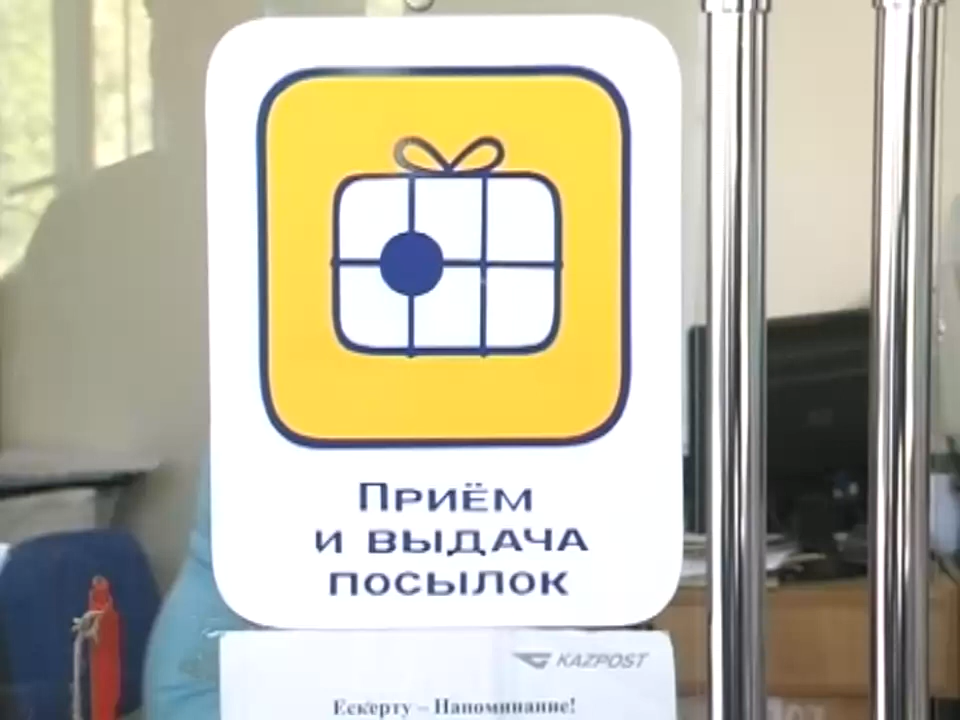 Приём
и выдача
посылок
KAZPOST
Ескерту – Напоминание!